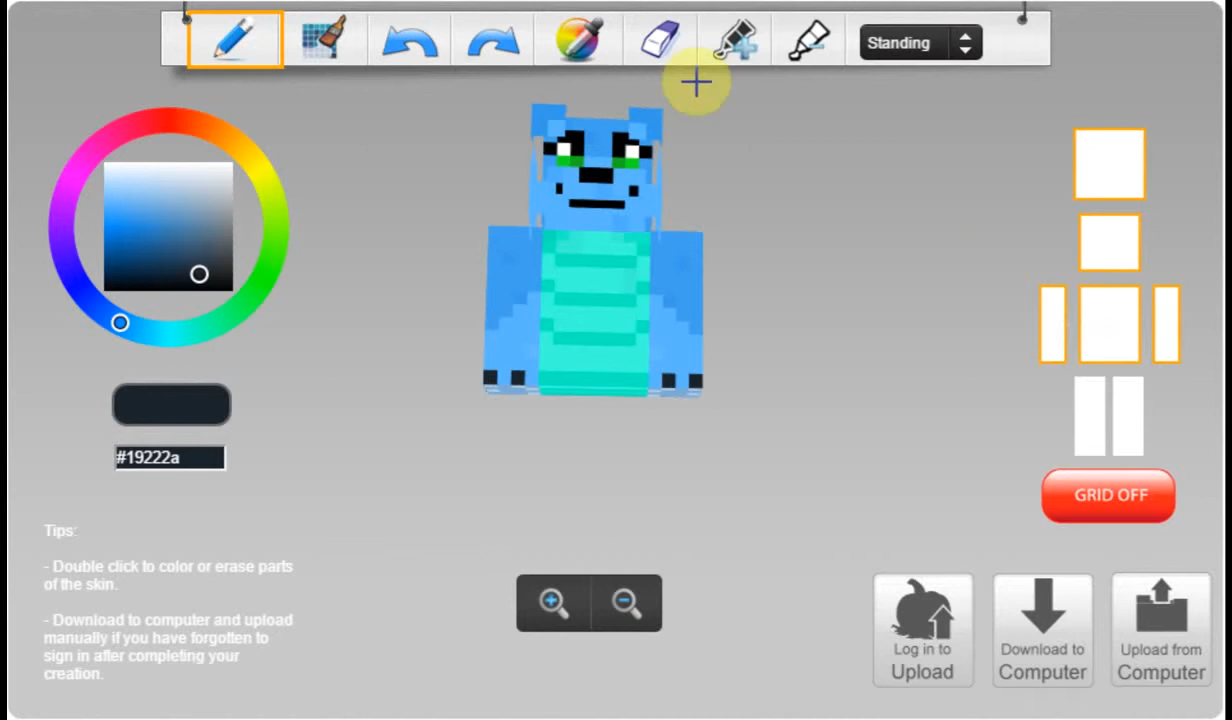 Standing
#19222a
GRID OFF
Tips:
- Double click to color or erase parts
of the skin.
- Download to computer and upload
manually if you have forgotten to
sign in after completing your
creation.
Log in to
Upload
Download to
Computer
Upload from
Computer